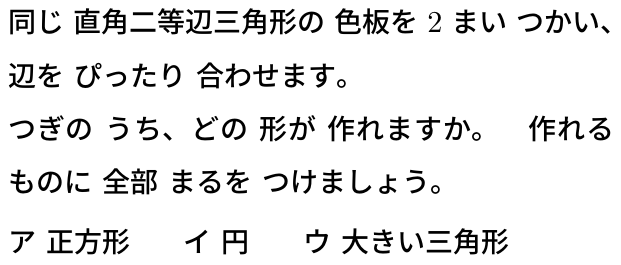 同じ 直角二等辺三角形の 色板を 2 まい つかい、
辺を ぴったり 合わせます。
つぎの うち、どの 形が 作れますか。 作れる
ものに 全部 まるを つけましょう。
ア 正方形 イ 円 ウ 大きい三角形